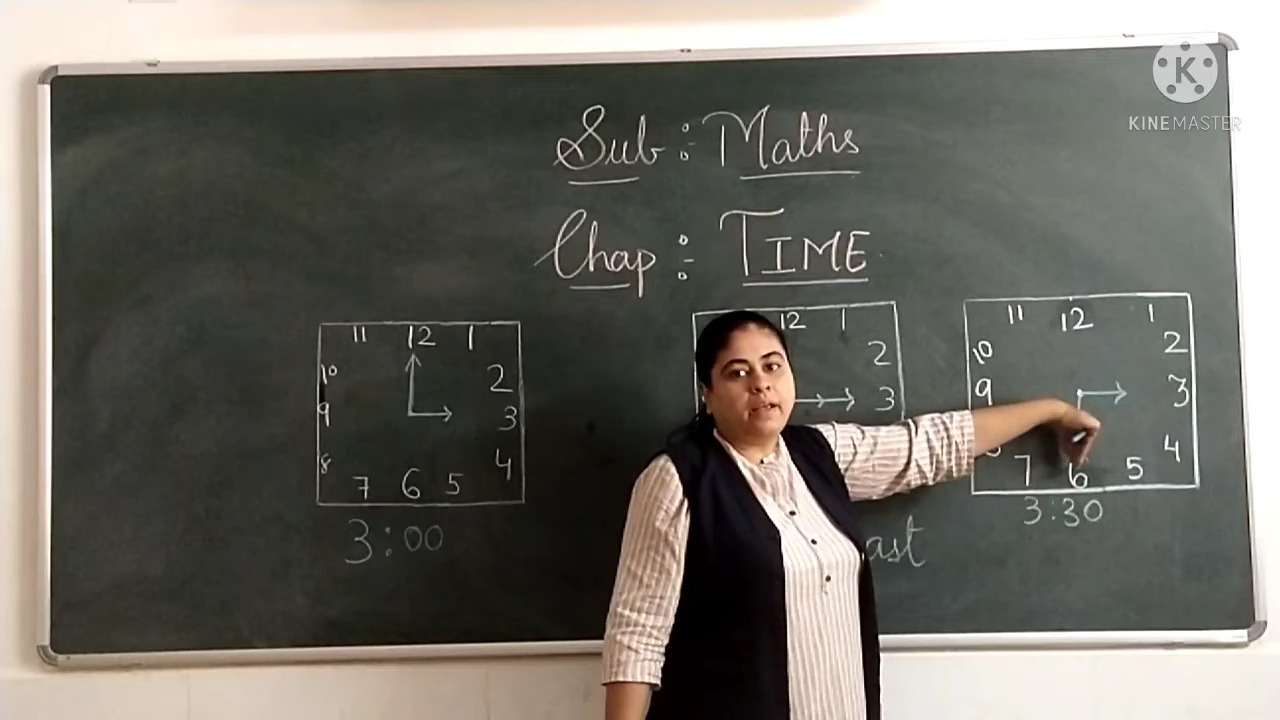 K
KINEMASTER
Sub : Maths
Chap : TIME
11 12 1
10 2
9 3
8 4
7 6 5
3:00
12 1
2
3
11 12 1
10 2
9 3
4
7 6 5
3:30